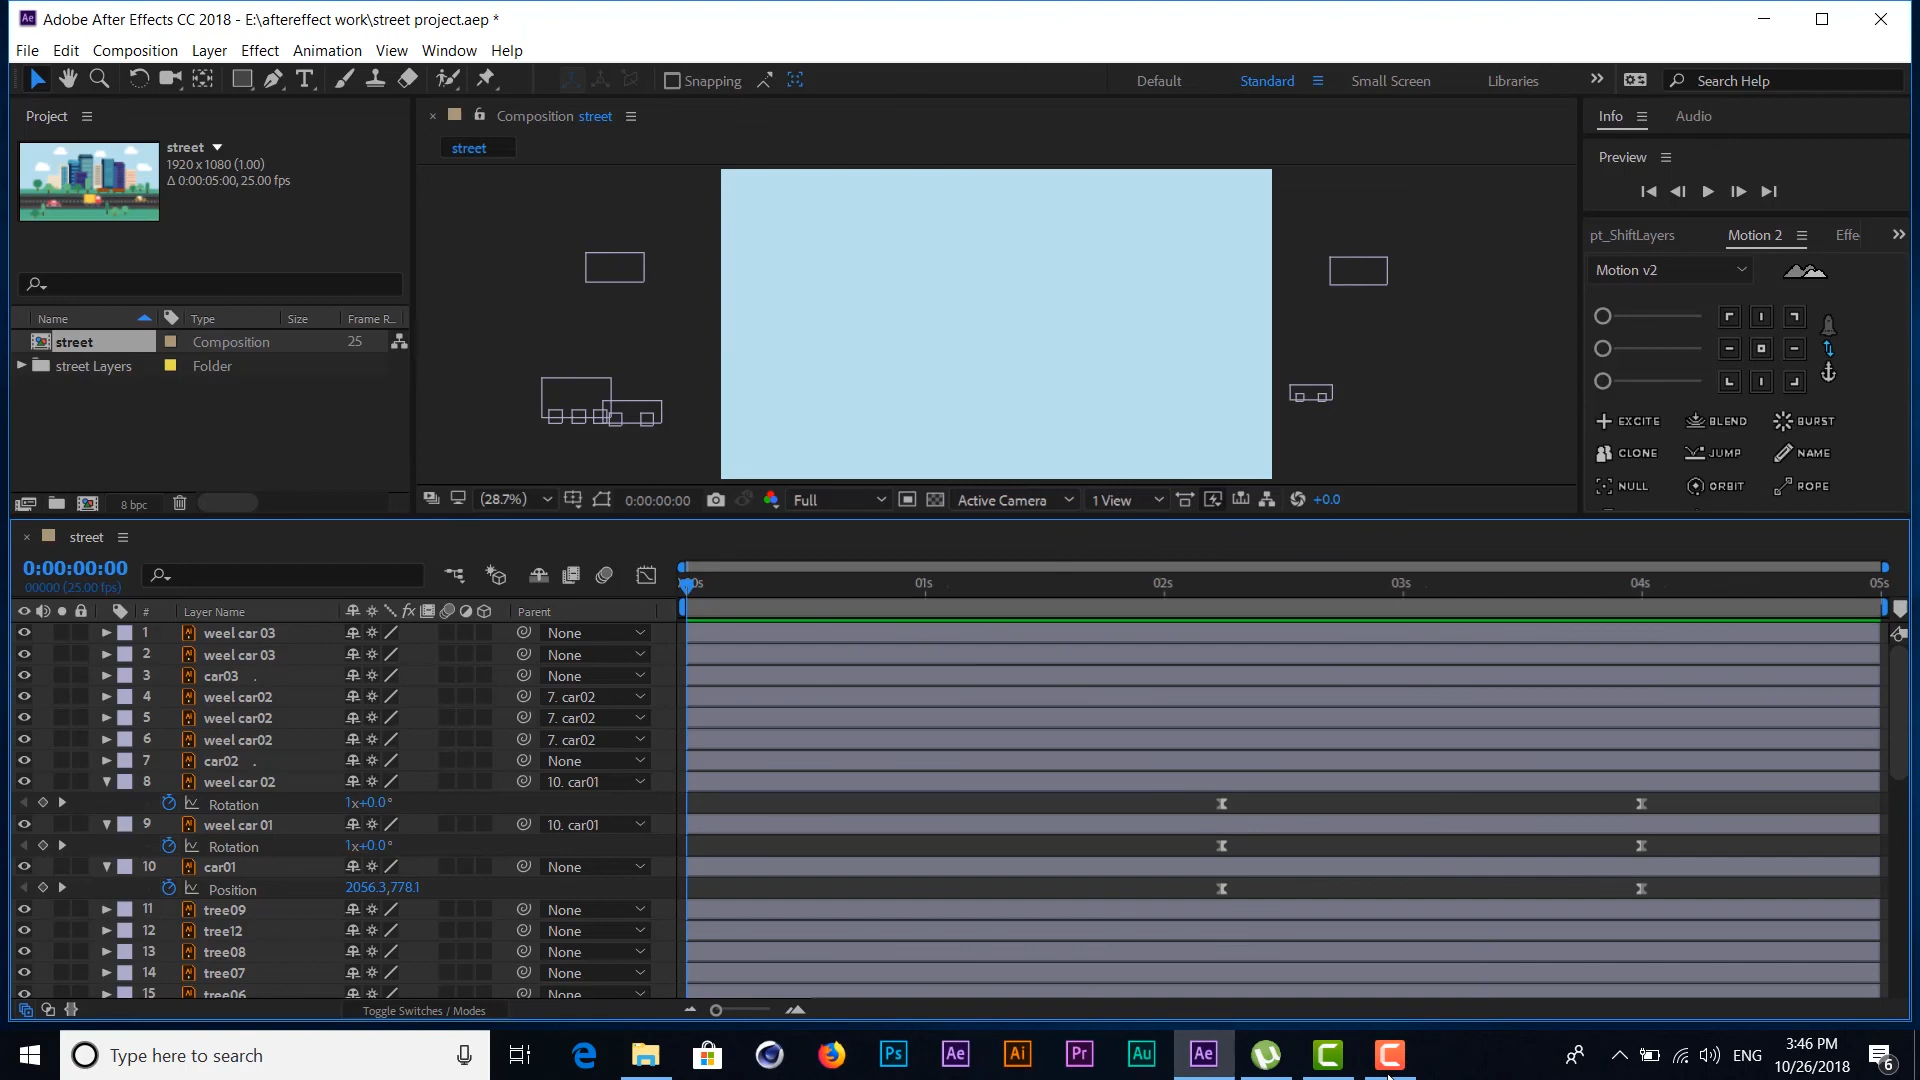 Adobe After Effects CC 2018 - E:\aftereffect work\street project.aep *
File Edit Composition Layer Effect Animation View Window Help
Snapping Default Standard Small Screen Libraries Search Help
Project
street
1920 x 1080 (1.00)
Δ 0:00:05:00, 25.00 fps
Name Type Size Frame R...
street Composition 25
street Layers Folder
8 bpc
Composition street
street
(28.7%) 0:00:00:00 Full Active Camera 1 View +0.0
Info Audio
Preview
pt_ShiftLayers Motion 2 Effe
Motion v2
EXCITE BLEND BURST
CLONE JUMP NAME
NULL ORBIT ROPE
street
0:00:00:00
00000 (25.00 fps)
01s 02s 03s 04s 05s
# Layer Name fx Parent
1 weel car 03 None
2 weel car 03 None
3 car03 . None
4 weel car02 7. car02
5 weel car02 7. car02
6 weel car02 7. car02
7 car02 . None
8 weel car 02 10. car01
Rotation 1x+0.0°
9 weel car 01 10. car01
Rotation 1x+0.0°
10 car01 None
Position 2056.3,778.1
11 tree09 None
12 tree12 None
13 tree08 None
14 tree07 None
15 tree06 None
Toggle Switches / Modes
Type here to search
Ps Ae Ai Pr Au Ae
ENG
3:46 PM
10/26/2018
6